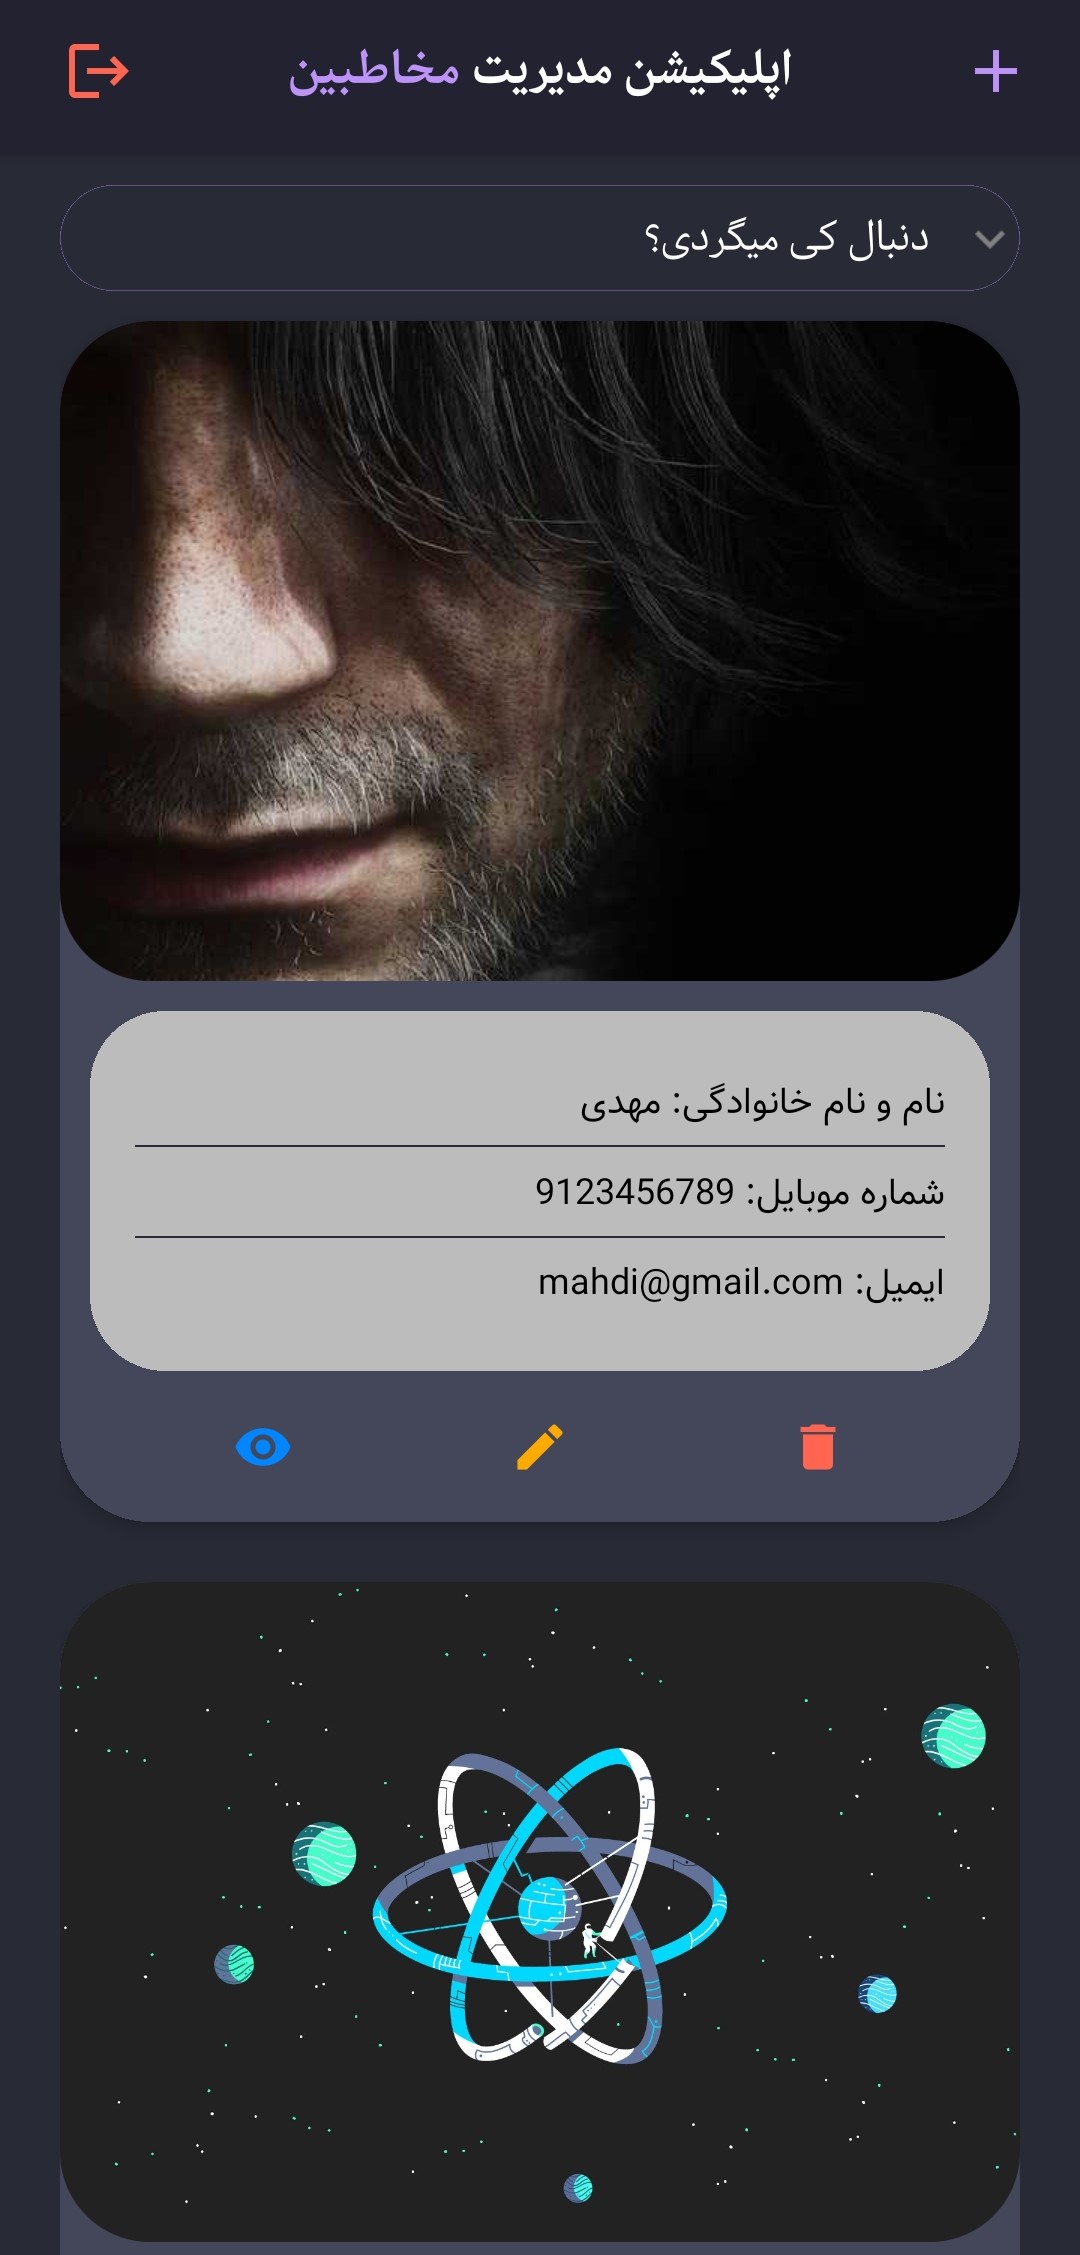 اپلیکیشن مدیریت مخاطبین
دنبال کی میگردی؟
نام و نام خانوادگی: مهدی
شماره موبایل: 9123456789
ایمیل: mahdi@gmail.com